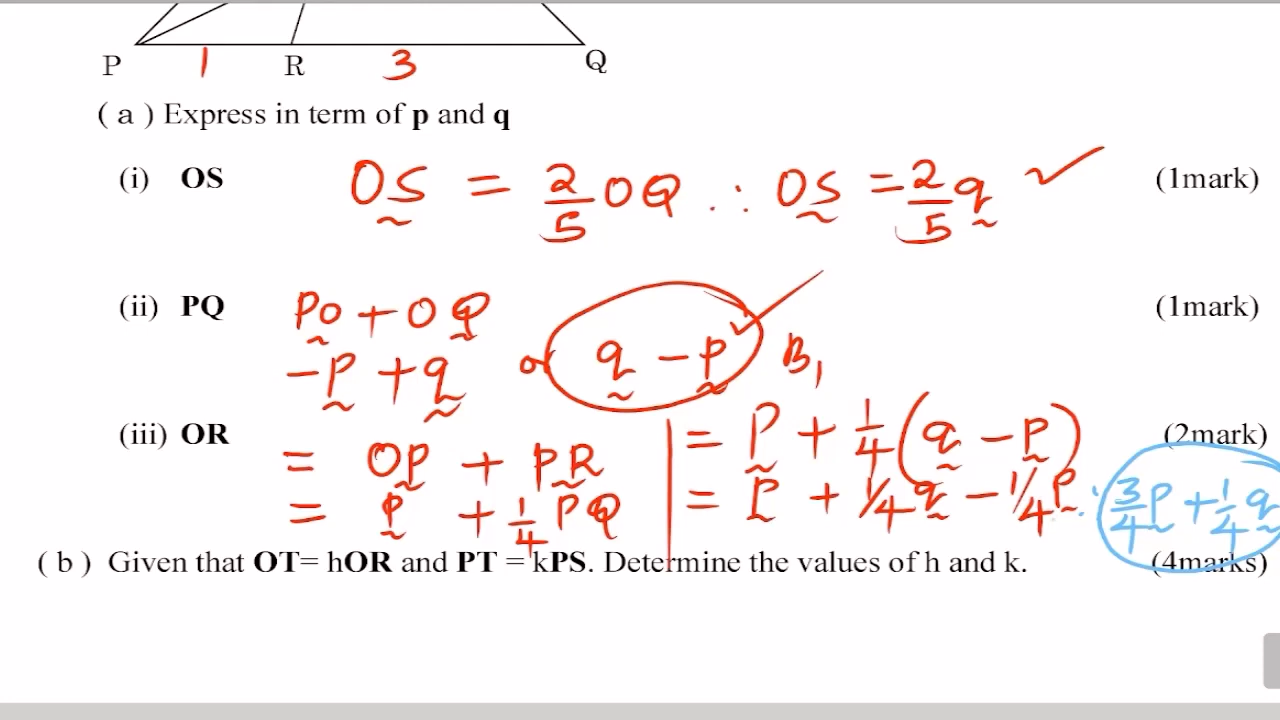 P 1 R 3 Q
( a ) Express in term of p and q
(i) OS OS = 2/5 OQ ∴ OS = 2/5 q ✓ (1mark)
(ii) PQ PO + OQ (1mark)
-P + q or q - P ✓ B1
(iii) OR = OP + PR = P + 1/4 (q - P) (2mark)
= P + 1/4 PQ = P + 1/4 q - 1/4 P ∴ 3/4 P + 1/4 q
( b ) Given that OT= hOR and PT = kPS. Determine the values of h and k. (4marks)